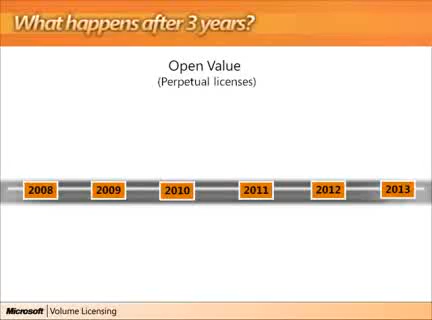 What happens after 3 years?
Open Value
(Perpetual licenses)
2008 2009 2010 2011 2012 2013
Microsoft Volume Licensing